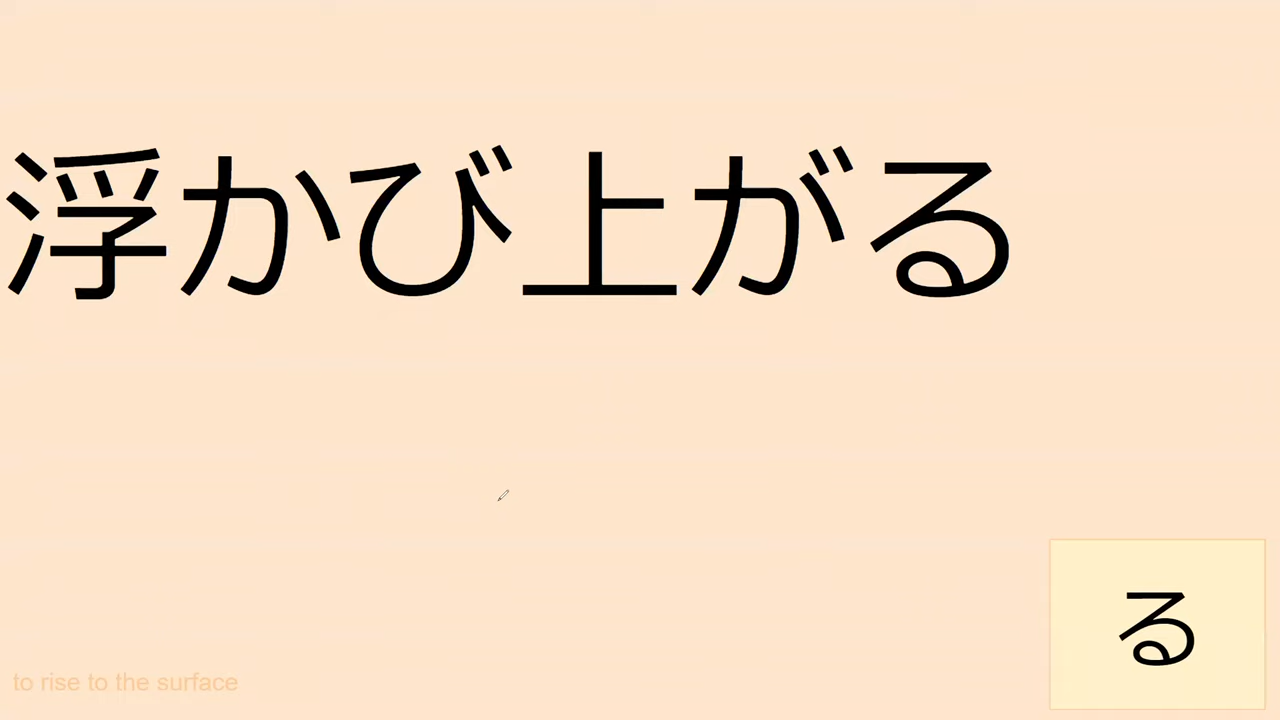 浮かび上がる
る
to rise to the surface